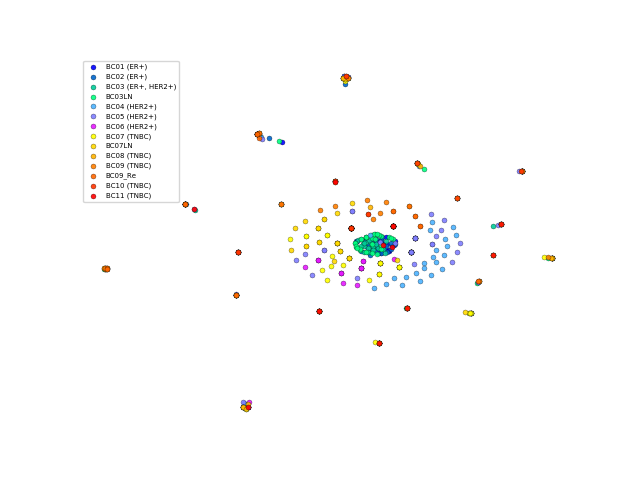 BC01 (ER+)
BC02 (ER+)
BC03 (ER+, HER2+)
BC03LN
BC04 (HER2+)
BC05 (HER2+)
BC06 (HER2+)
BC07 (TNBC)
BC07LN
BC08 (TNBC)
BC09 (TNBC)
BC09_Re
BC10 (TNBC)
BC11 (TNBC)